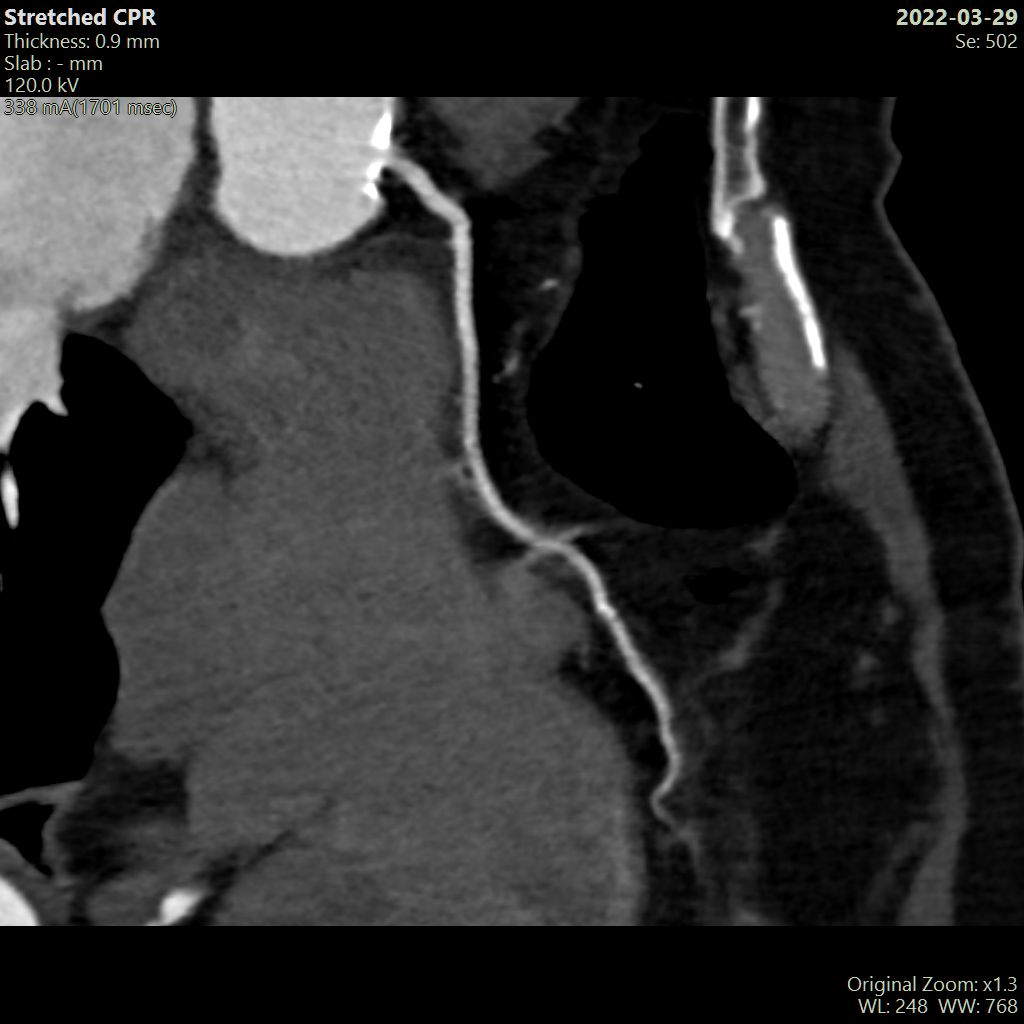 Stretched CPR
Thickness: 0.9 mm
Slab : - mm
120.0 kV
338 mA(1701 msec)
2022-03-29
Se: 502
Original Zoom: x1.3
WL: 248 WW: 768